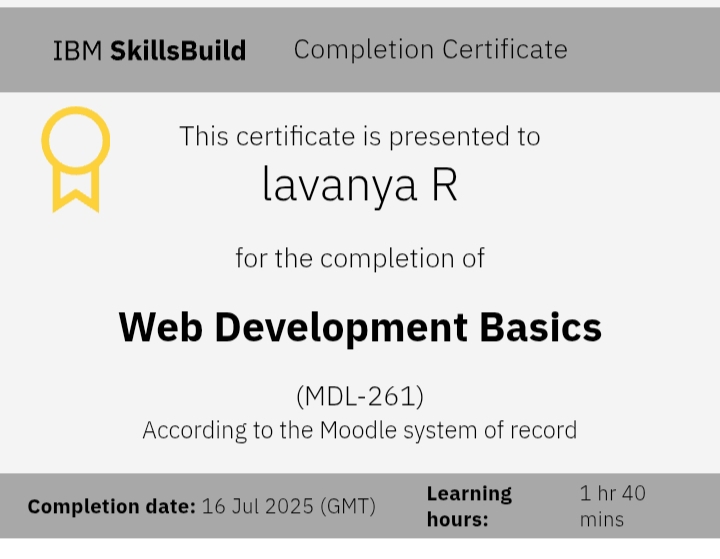 IBM SkillsBuild Completion Certificate
This certificate is presented to
lavanya R
for the completion of
Web Development Basics
(MDL-261)
According to the Moodle system of record
Completion date: 16 Jul 2025 (GMT)
Learning hours:
1 hr 40 mins